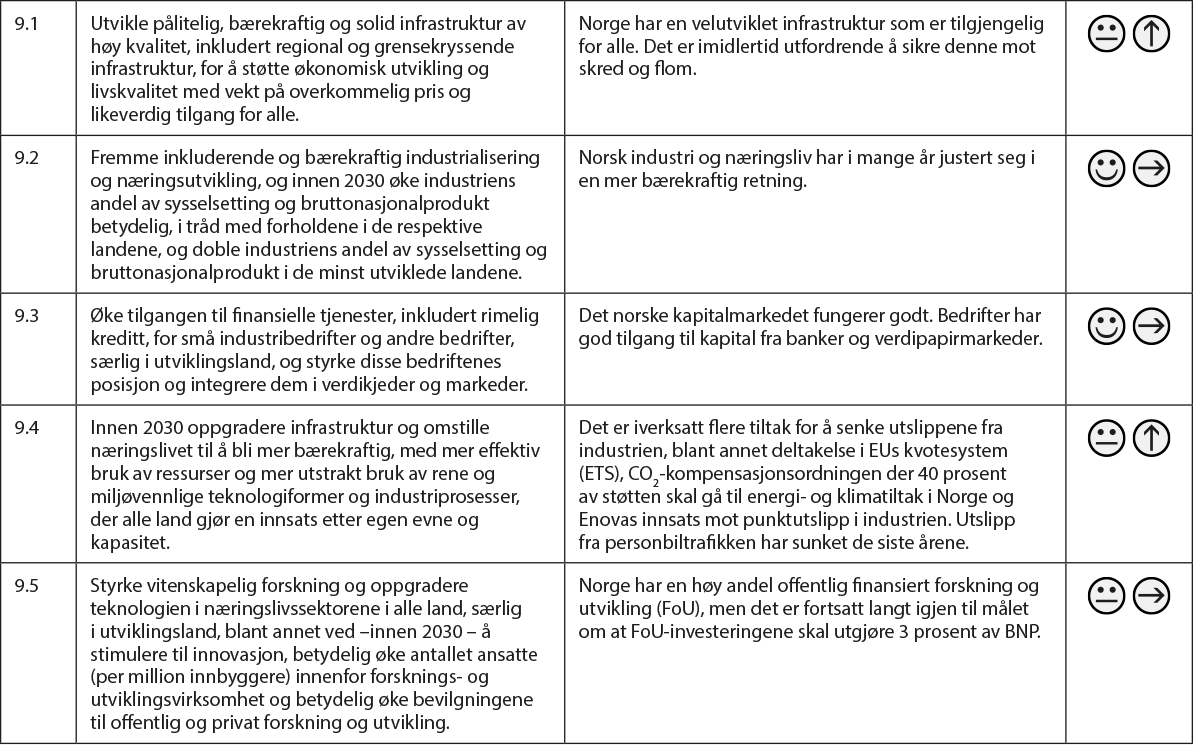 9.1
Utvikle pålitelig, bærekraftig og solid infrastruktur av
høy kvalitet, inkludert regional og grensekryssende
infrastruktur, for å støtte økonomisk utvikling og
livskvalitet med vekt på overkommelig pris og
likeverdig tilgang for alle.
Norge har en velutviklet infrastruktur som er tilgjengelig
for alle. Det er imidlertid utfordrende å sikre denne mot
skred og flom.
9.2
Fremme inkluderende og bærekraftig industrialisering
og næringsutvikling, og innen 2030 øke industriens
andel av sysselsetting og bruttonasjonalprodukt
betydelig, i tråd med forholdene i de respektive
landene, og doble industriens andel av sysselsetting og
bruttonasjonalprodukt i de minst utviklede landene.
Norsk industri og næringsliv har i mange år justert seg i
en mer bærekraftig retning.
9.3
Øke tilgangen til finansielle tjenester, inkludert rimelig
kreditt, for små industribedrifter og andre bedrifter,
særlig i utviklingsland, og styrke disse bedriftenes
posisjon og integrere dem i verdikjeder og markeder.
Det norske kapitalmarkedet fungerer godt. Bedrifter har
god tilgang til kapital fra banker og verdipapirmarkeder.
9.4
Innen 2030 oppgradere infrastruktur og omstille
næringslivet til å bli mer bærekraftig, med mer effektiv
bruk av ressurser og mer utstrakt bruk av rene og
miljøvennlige teknologiformer og industriprosesser,
der alle land gjør en innsats etter egen evne og
kapasitet.
Det er iverksatt flere tiltak for å senke utslippene fra
industrien, blant annet deltakelse i EUs kvotesystem
(ETS), CO₂-kompensasjonsordningen der 40 prosent
av støtten skal gå til energi- og klimatiltak i Norge og
Enovas innsats mot punktutslipp i industrien. Utslipp
fra personbiltrafikken har sunket de siste årene.
9.5
Styrke vitenskapelig forskning og oppgradere
teknologien i næringslivssektorene i alle land, særlig
i utviklingsland, blant annet ved –innen 2030 – å
stimulere til innovasjon, betydelig øke antallet ansatte
(per million innbyggere) innenfor forsknings- og
utviklingsvirksomhet og betydelig øke bevilgningene
til offentlig og privat forskning og utvikling.
Norge har en høy andel offentlig finansiert forskning og
utvikling (FoU), men det er fortsatt langt igjen til målet
om at FoU-investeringene skal utgjøre 3 prosent av BNP.